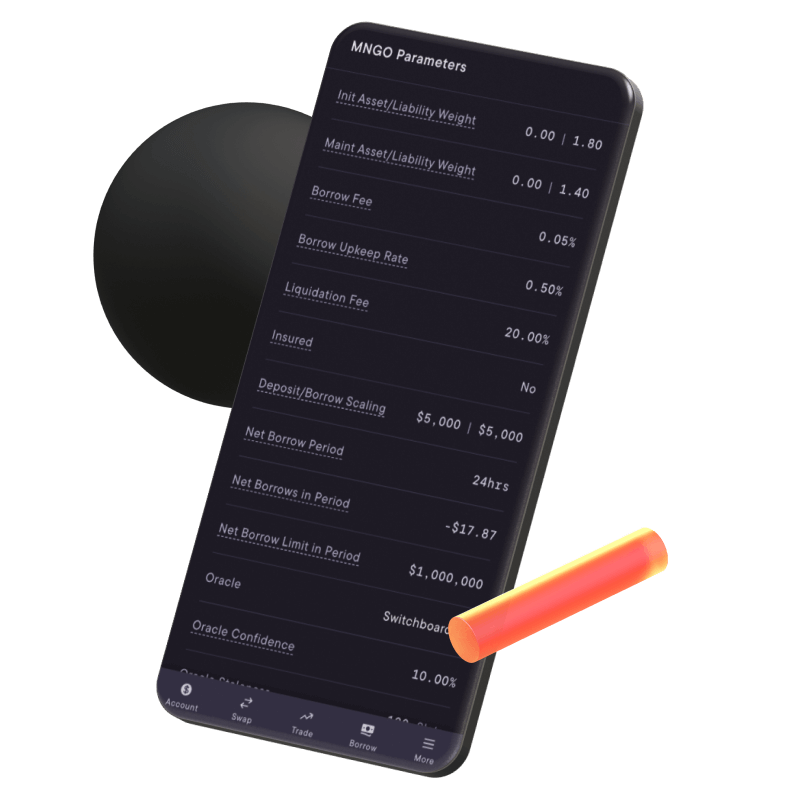 MNGO Parameters
Init Asset/Liability Weight 0.00 | 1.80
Maint Asset/Liability Weight 0.00 | 1.40
Borrow Fee 0.05%
Borrow Upkeep Rate 0.50%
Liquidation Fee 20.00%
Insured No
Deposit/Borrow Scaling $5,000 | $5,000
Net Borrow Period 24hrs
Net Borrows in Period -$17.87
Net Borrow Limit in Period $1,000,000
Oracle Switchboard
Oracle Confidence 10.00%
Account Swap Trade Borrow More